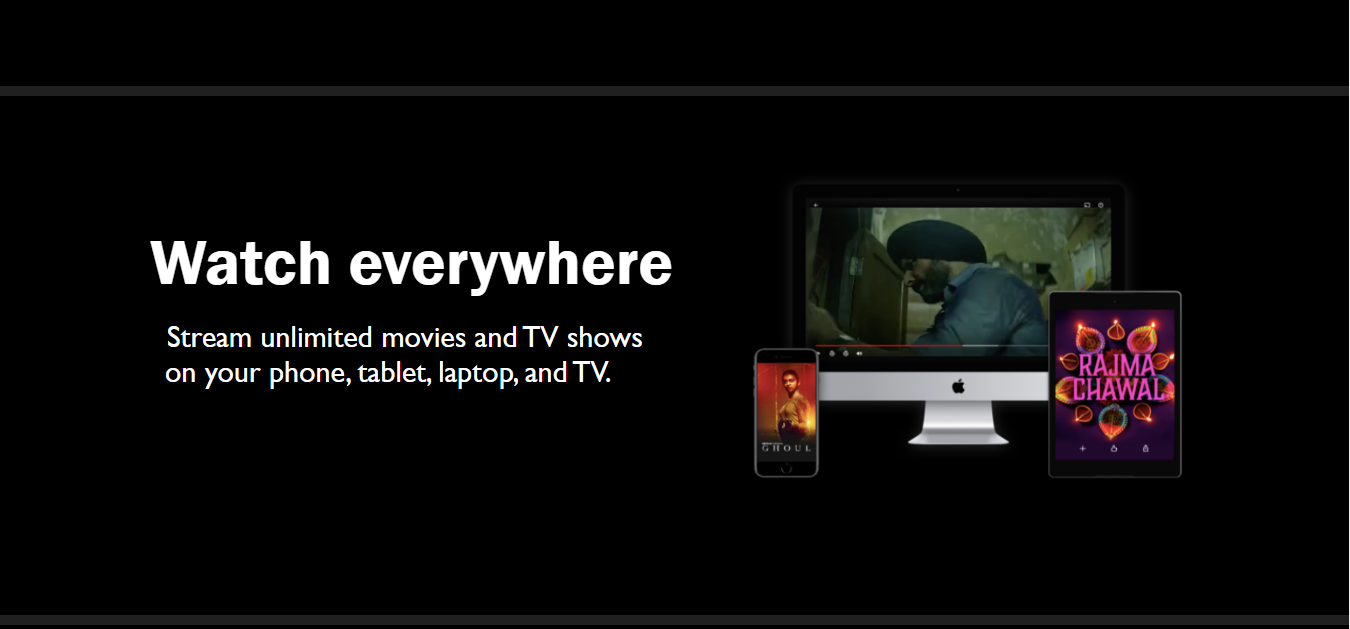 Watch everywhere
Stream unlimited movies and TV shows
on your phone, tablet, laptop, and TV.
GHOUL
RAJMA
CHAWAL